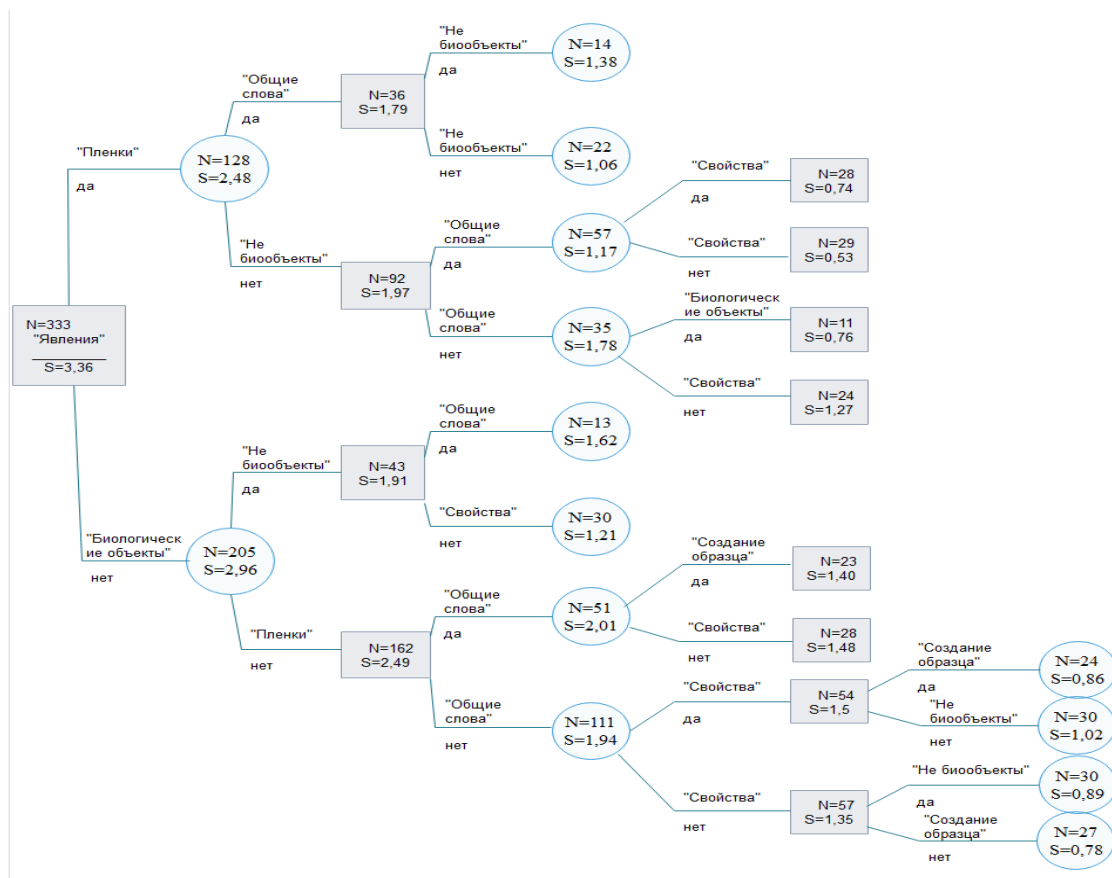 "Не
биообъекты"
да
N=14
S=1,38
"Общие
слова"
да
N=36
S=1,79
"Не
биообъекты"
нет
N=22
S=1,06
"Пленки"
да
N=128
S=2,48
"Свойства"
да
N=28
S=0,74
"Общие
слова"
да
N=57
S=1,17
"Свойства"
нет
N=29
S=0,53
"Не
биообъекты"
нет
N=92
S=1,97
"Общие
слова"
нет
N=35
S=1,78
"Биологическ
ие объекты"
да
N=11
S=0,76
"Свойства"
нет
N=24
S=1,27
N=333
"Явления"
S=3,36
"Общие
слова"
да
N=13
S=1,62
"Не
биообъекты"
да
N=43
S=1,91
"Свойства"
нет
N=30
S=1,21
"Биологическ
ие объекты"
нет
N=205
S=2,96
"Создание
образца"
да
N=23
S=1,40
"Общие
слова"
да
N=51
S=2,01
"Свойства"
нет
N=28
S=1,48
"Пленки"
нет
N=162
S=2,49
"Общие
слова"
нет
N=111
S=1,94
"Свойства"
да
N=54
S=1,5
"Создание
образца"
да
N=24
S=0,86
"Не
биообъекты"
нет
N=30
S=1,02
"Свойства"
нет
N=57
S=1,35
"Не биообъекты"
да
N=30
S=0,89
"Создание
образца"
нет
N=27
S=0,78